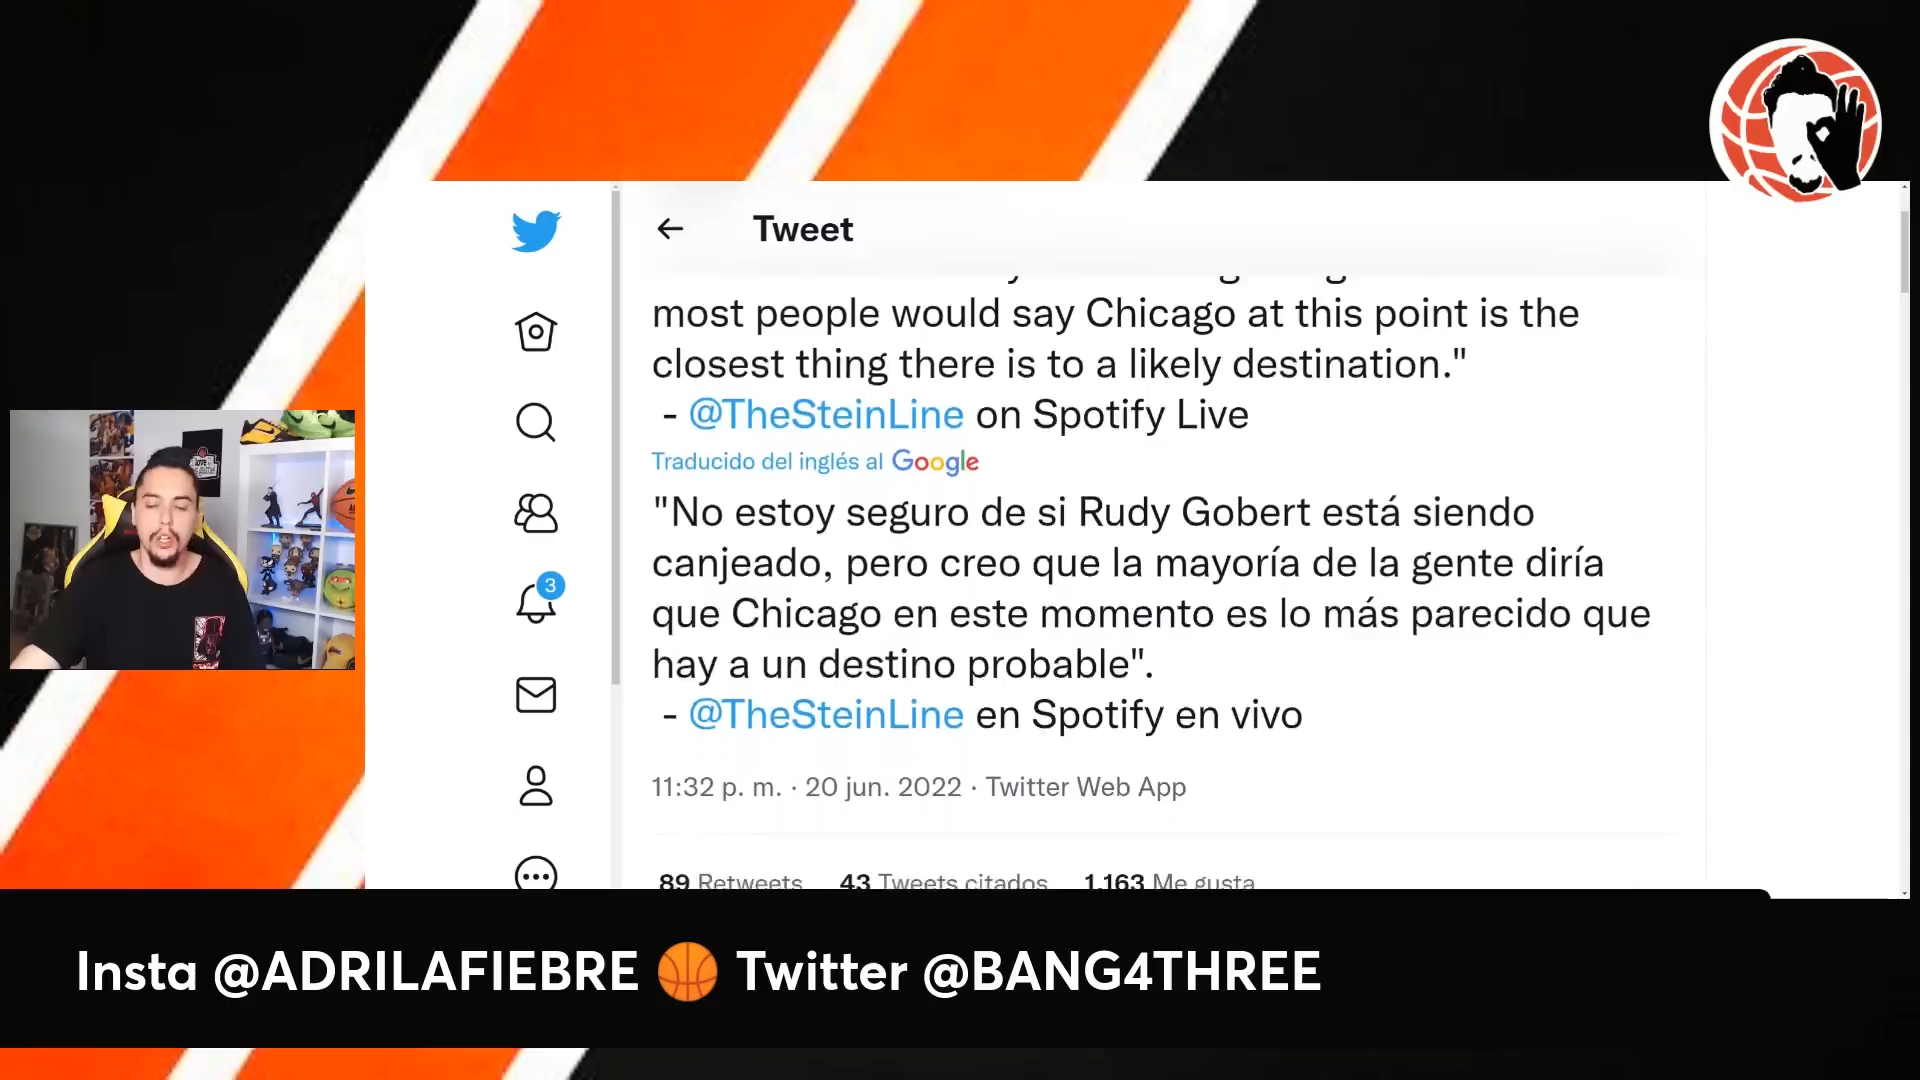 Tweet
most people would say Chicago at this point is the
closest thing there is to a likely destination."
- @TheSteinLine on Spotify Live
Traducido del inglés al Google
"No estoy seguro de si Rudy Gobert está siendo
canjeado, pero creo que la mayoría de la gente diría
que Chicago en este momento es lo más parecido que
hay a un destino probable".
- @TheSteinLine en Spotify en vivo
3
11:32 p. m. · 20 jun. 2022 · Twitter Web App
89 Retweets 43 Tweets citados 1.163 Me gusta
Insta @ADRILAFIEBRE 🏀 Twitter @BANG4THREE